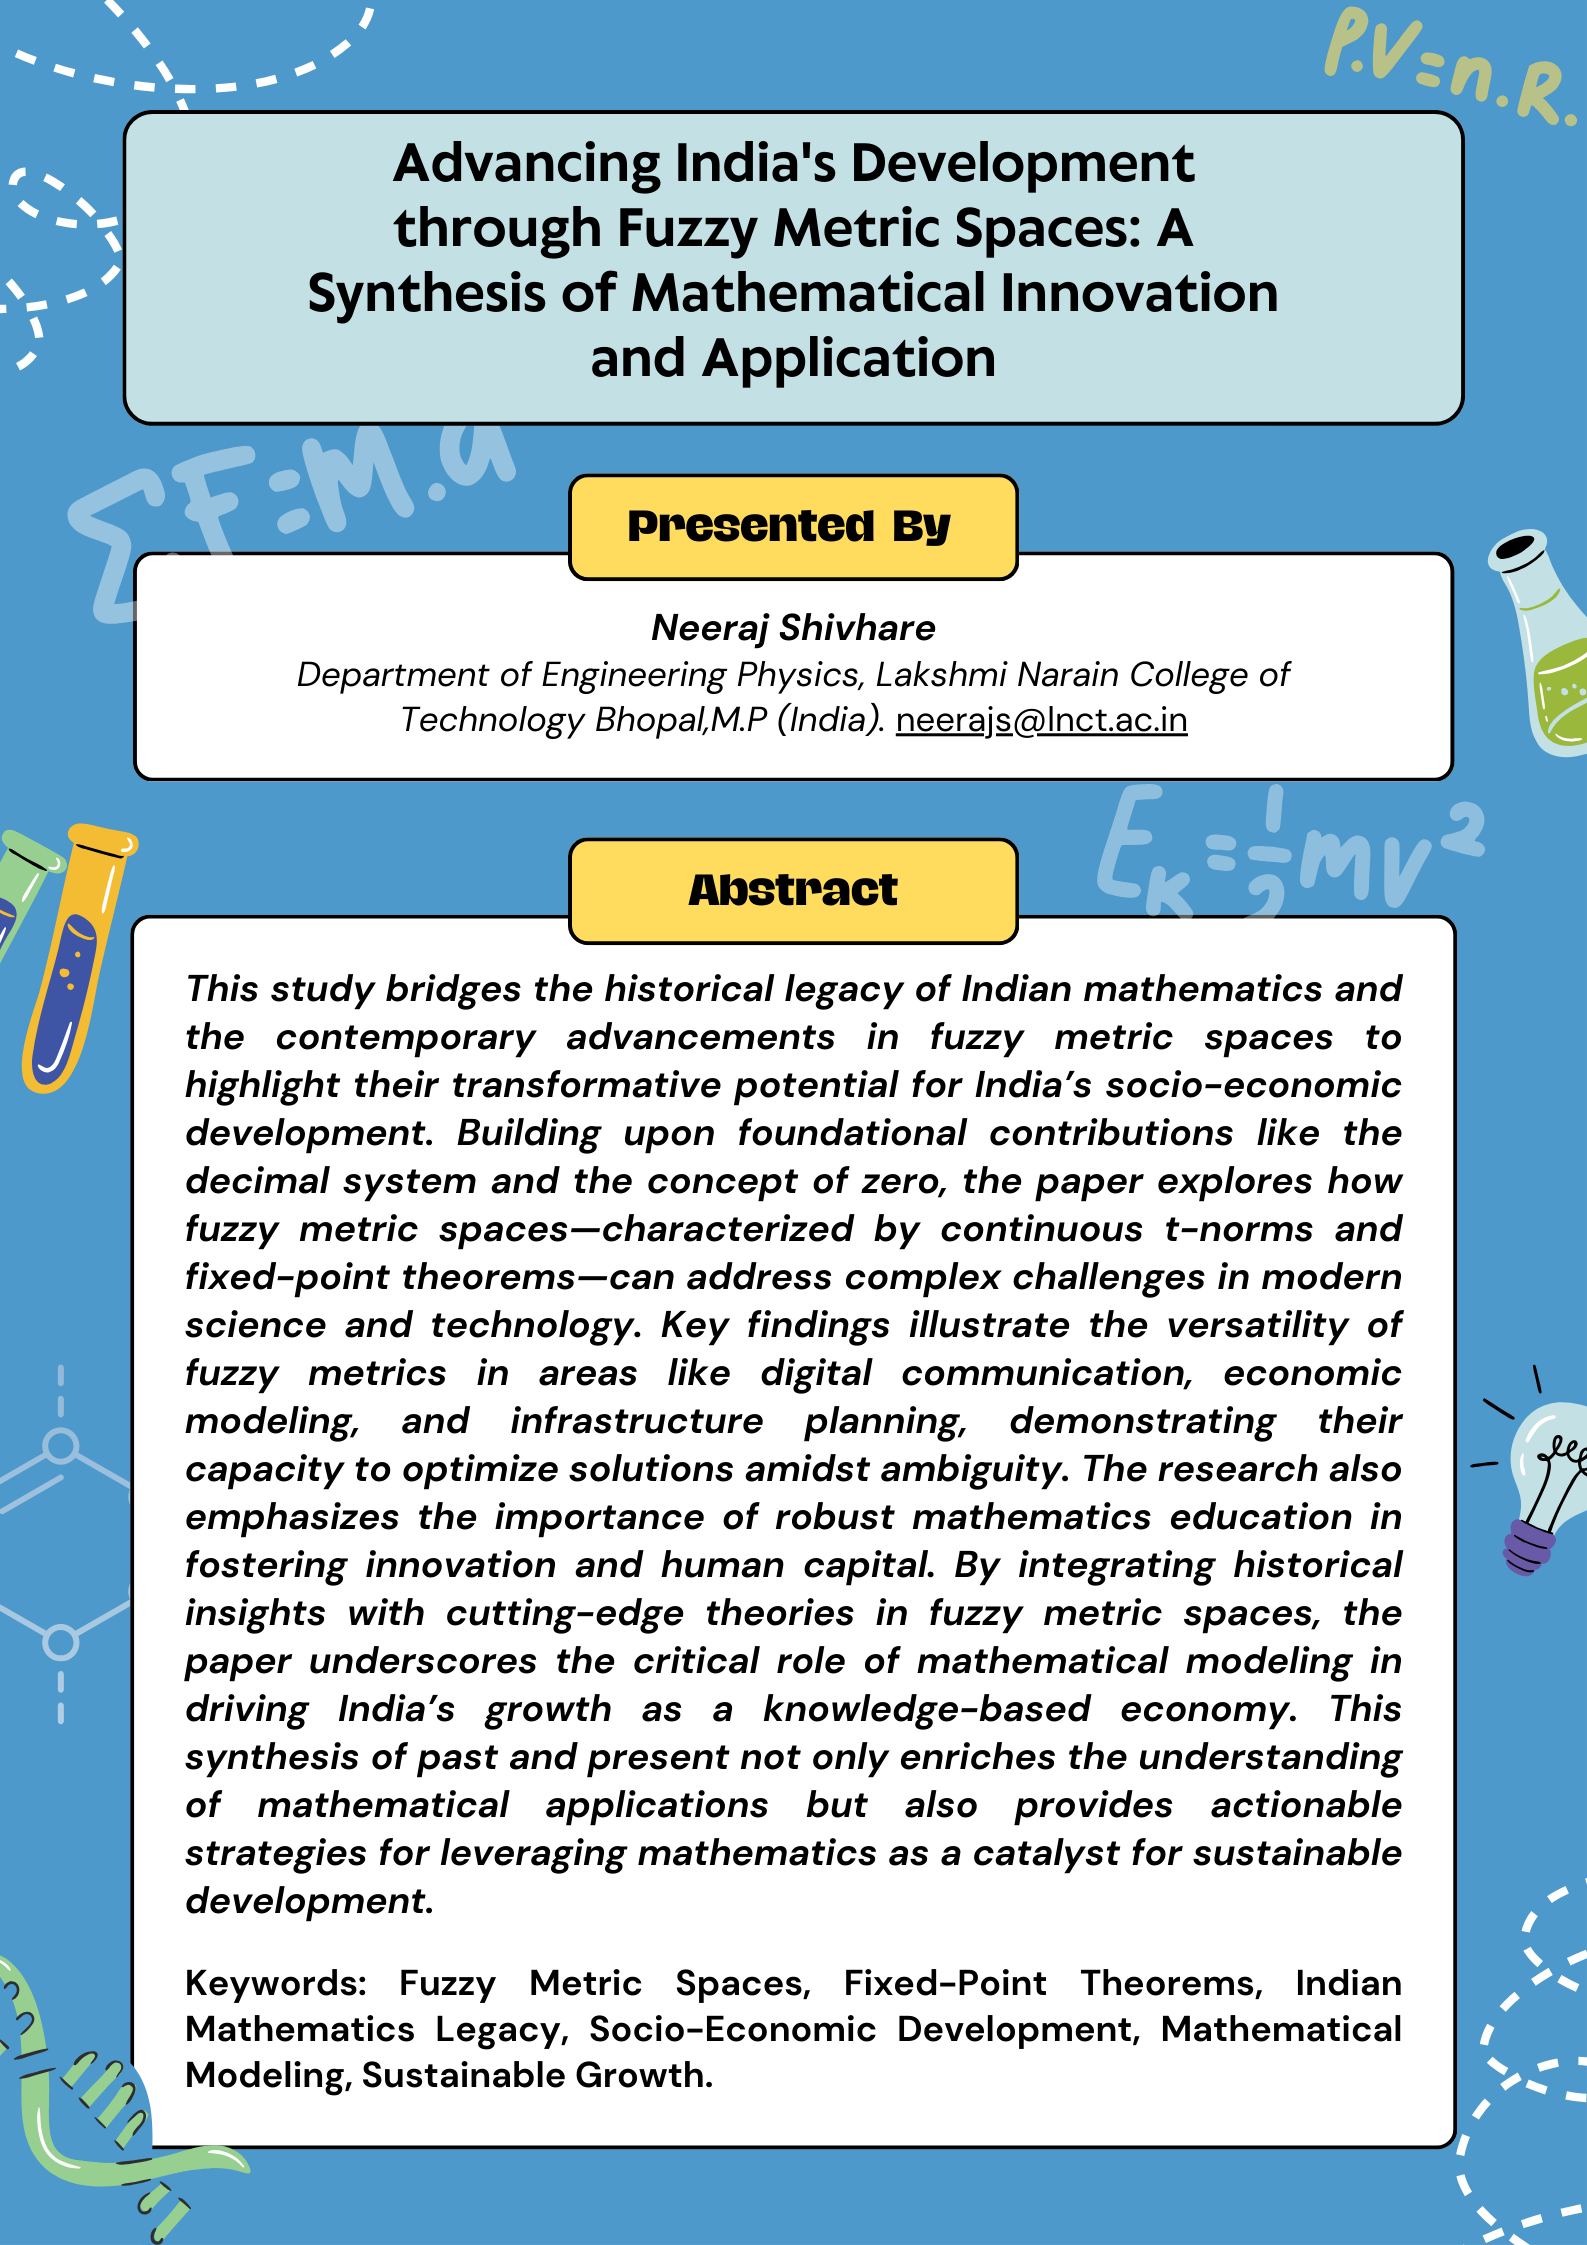 P.V=n.R.
Advancing India's Development
through Fuzzy Metric Spaces: A
Synthesis of Mathematical Innovation
and Application
Σ.F=M.a
Presented By
Neeraj Shivhare
Department of Engineering Physics, Lakshmi Narain College of
Technology Bhopal,M.P (India). neerajs@lnct.ac.in
Eₖ=½mv²
Abstract
This study bridges the historical legacy of Indian mathematics and
the contemporary advancements in fuzzy metric spaces to
highlight their transformative potential for India’s socio-economic
development. Building upon foundational contributions like the
decimal system and the concept of zero, the paper explores how
fuzzy metric spaces—characterized by continuous t-norms and
fixed-point theorems—can address complex challenges in modern
science and technology. Key findings illustrate the versatility of
fuzzy metrics in areas like digital communication, economic
modeling, and infrastructure planning, demonstrating their
capacity to optimize solutions amidst ambiguity. The research also
emphasizes the importance of robust mathematics education in
fostering innovation and human capital. By integrating historical
insights with cutting-edge theories in fuzzy metric spaces, the
paper underscores the critical role of mathematical modeling in
driving India’s growth as a knowledge-based economy. This
synthesis of past and present not only enriches the understanding
of mathematical applications but also provides actionable
strategies for leveraging mathematics as a catalyst for sustainable
development.
Keywords: Fuzzy Metric Spaces, Fixed-Point Theorems, Indian
Mathematics Legacy, Socio-Economic Development, Mathematical
Modeling, Sustainable Growth.